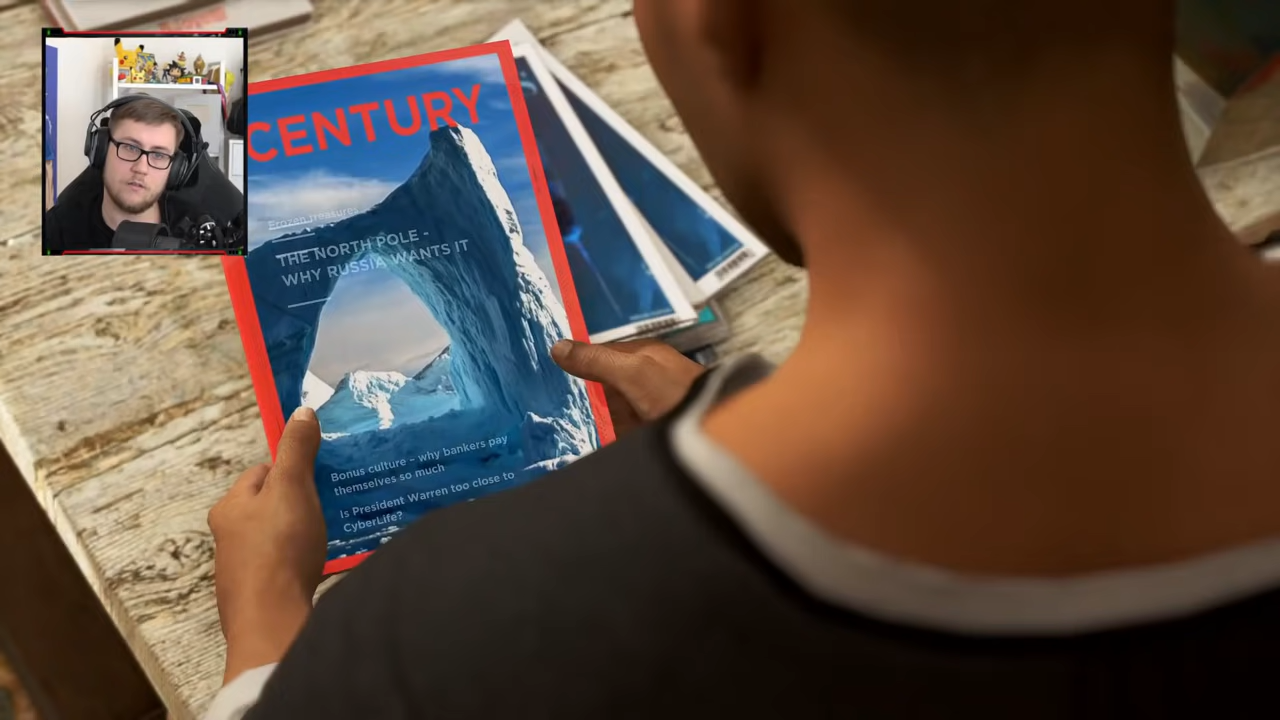 CENTURY
Frozen treasures
THE NORTH POLE -
WHY RUSSIA WANTS IT
Bonus culture – why bankers pay
themselves so much
Is President Warren too close to
CyberLife?